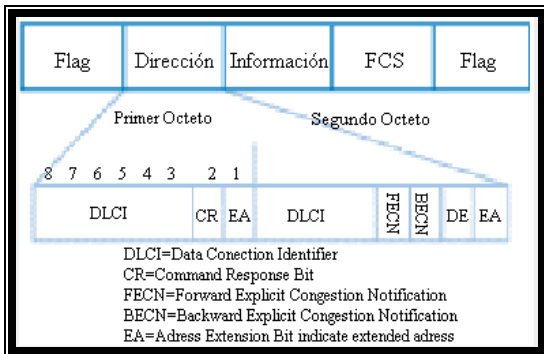 Flag Dirección Información FCS Flag
Primer Octeto Segundo Octeto
8 7 6 5 4 3 2 1
DLCI CR EA DLCI FECN BECN DE EA
DLCI=Data Conection Identifier
CR=Command Response Bit
FECN=Forward Explicit Congestion Notification
BECN=Backward Explicit Congestion Notification
EA=Adress Extension Bit indicate extended adress